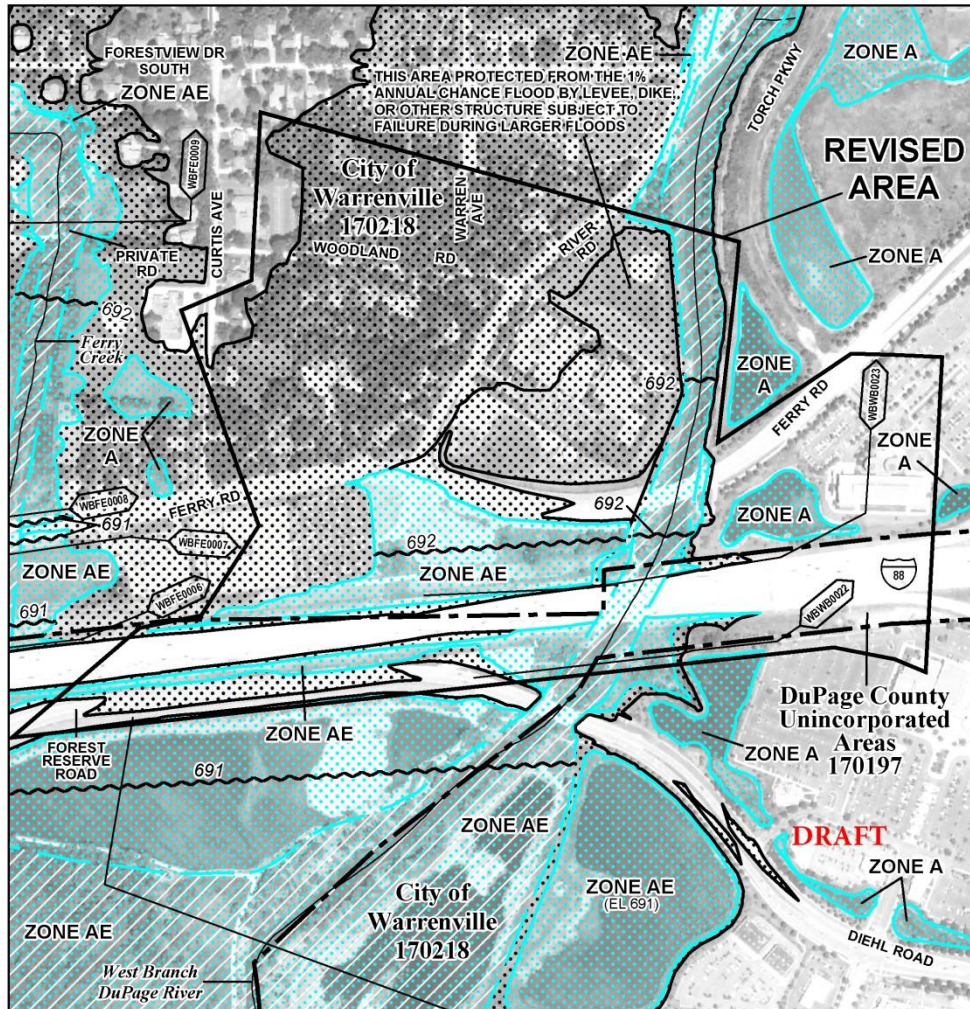 FORESTVIEW DR
SOUTH
ZONE AE
WBFE0009
ZONE AE
THIS AREA PROTECTED FROM THE 1%
ANNUAL CHANCE FLOOD BY LEVEE, DIKE,
OR OTHER STRUCTURE SUBJECT TO
FAILURE DURING LARGER FLOODS
TORCH PKWY
ZONE A
REVISED
AREA
City of
Warrenville
170218
WARREN
AVE
WOODLAND
RD
RIVER
RD
CURTIS AVE
PRIVATE
RD
ZONE A
692
Ferry
Creek
692
ZONE
A
FERRY RD
WBWB0023
ZONE
A
ZONE
A
WBFE0008
FERRY RD
691
WBFE0007
692
692
ZONE A
ZONE AE
ZONE AE
WBFE0006
88
WBWB0022
691
ZONE AE
FOREST
RESERVE
ROAD
ZONE AE
691
ZONE A
DuPage County
Unincorporated
Areas
170197
DRAFT
ZONE AE
ZONE A
City of
Warrenville
170218
ZONE AE
(EL 691)
ZONE AE
DIEHL ROAD
West Branch
DuPage River